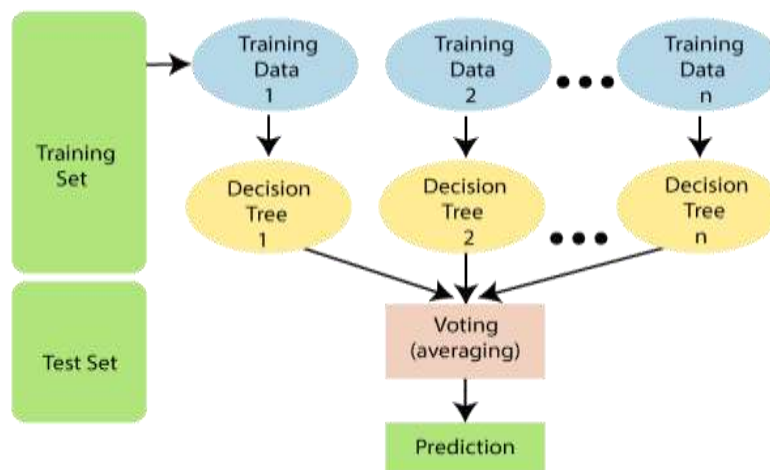 Training
Data
1
Training
Data
2
Training
Data
n
Training
Set
Decision
Tree
1
Decision
Tree
2
Decision
Tree
n
Test Set
Voting
(averaging)
Prediction